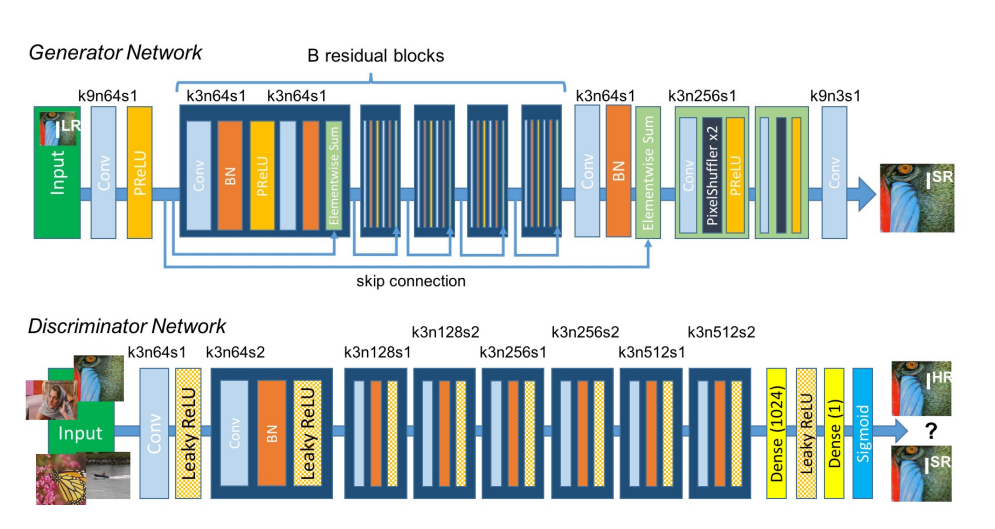 Generator Network
B residual blocks
k9n64s1
k3n64s1
k3n64s1
k3n64s1
k3n256s1
k9n3s1
I LR
Input
Conv
PReLU
Conv
BN
PReLU
Elementwise Sum
Conv
BN
Elementwise Sum
Conv
PixelShuffler x2
PReLU
Conv
I SR
skip connection
Discriminator Network
k3n64s1
k3n64s2
k3n128s1
k3n128s2
k3n256s1
k3n256s2
k3n512s1
k3n512s2
Input
Conv
Leaky ReLU
Conv
BN
Leaky ReLU
Dense (1024)
Leaky ReLU
Dense (1)
Sigmoid
I HR
?
I SR